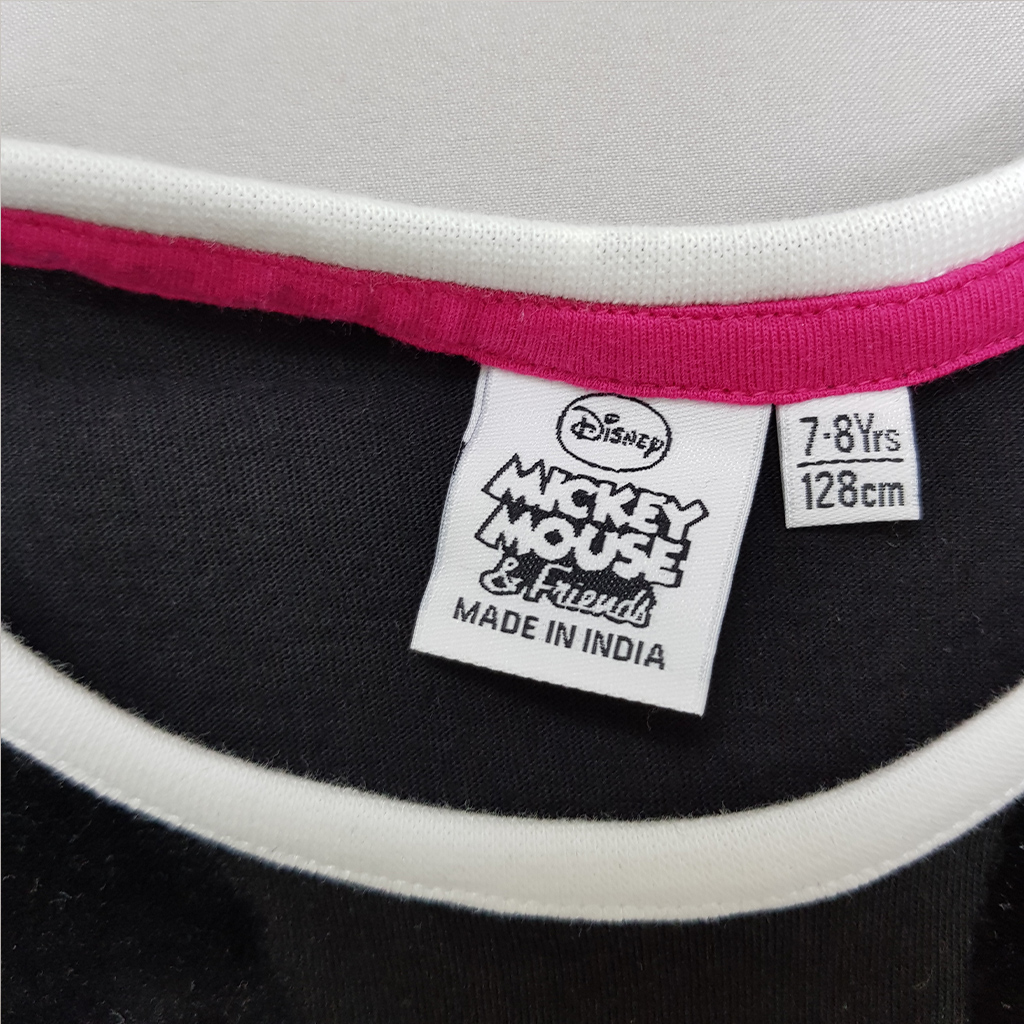 Disney
MICKEY
MOUSE
& Friends
MADE IN INDIA
7-8Yrs
128cm